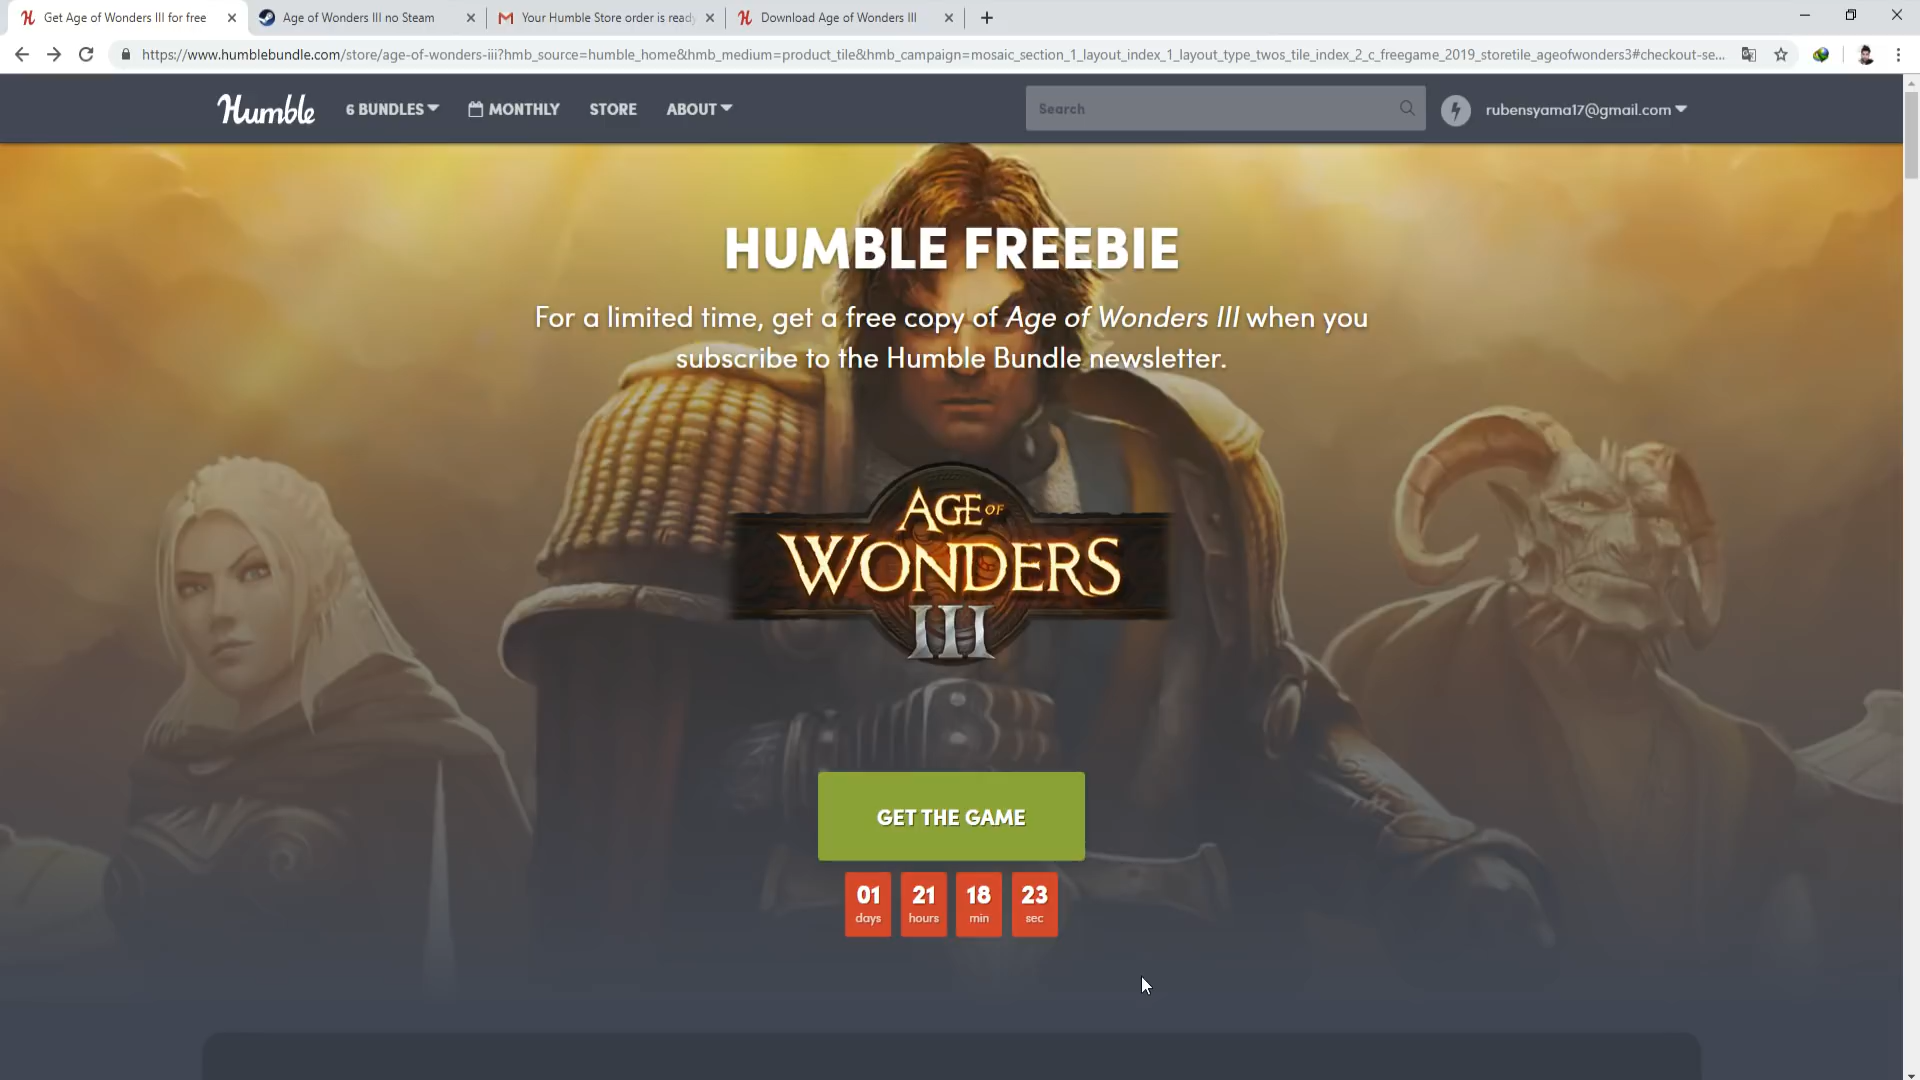 Get Age of Wonders III for free
Age of Wonders III no Steam
Your Humble Store order is ready
Download Age of Wonders III
https://www.humblebundle.com/store/age-of-wonders-iii?hmb_source=humble_home&hmb_medium=product_tile&hmb_campaign=mosaic_section_1_layout_index_1_layout_type_twos_tile_index_2_c_freegame_2019_storetile_ageofwonders3#checkout-se...
Humble
6 BUNDLES
MONTHLY
STORE
ABOUT
Search
rubensyama17@gmail.com
HUMBLE FREEBIE
For a limited time, get a free copy of Age of Wonders III when you
subscribe to the Humble Bundle newsletter.
AGE OF
WONDERS
III
GET THE GAME
01 21 18 23
days hours min sec